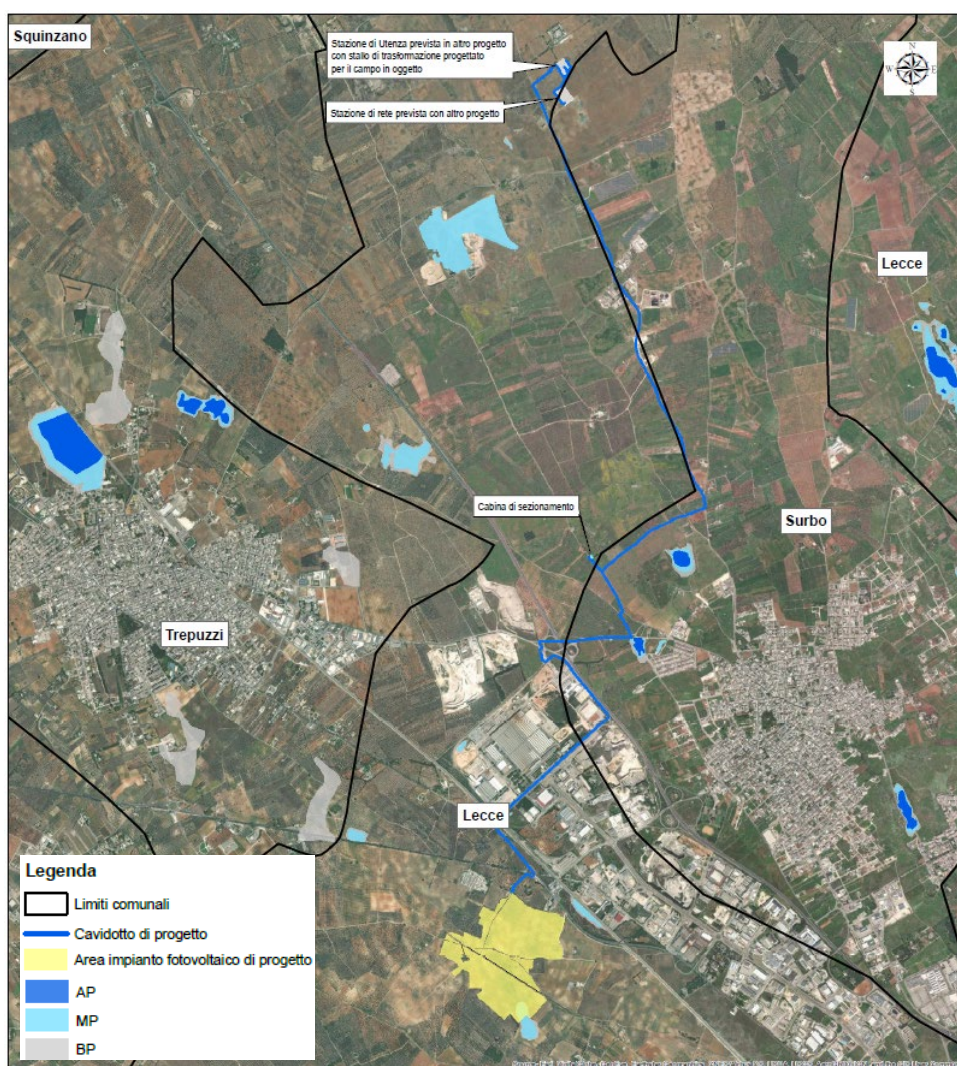 Squinzano
Stazione di Utenza prevista in altro progetto
con stallo di trasformazione progettato
per il campo in oggetto
N
W
E
S
Stazione di rete prevista con altro progetto
Lecce
Cabina di sezionamento
Surbo
Trepuzzi
Lecce
Legenda
Limiti comunali
Cavidotto di progetto
Area impianto fotovoltaico di progetto
AP
MP
BP